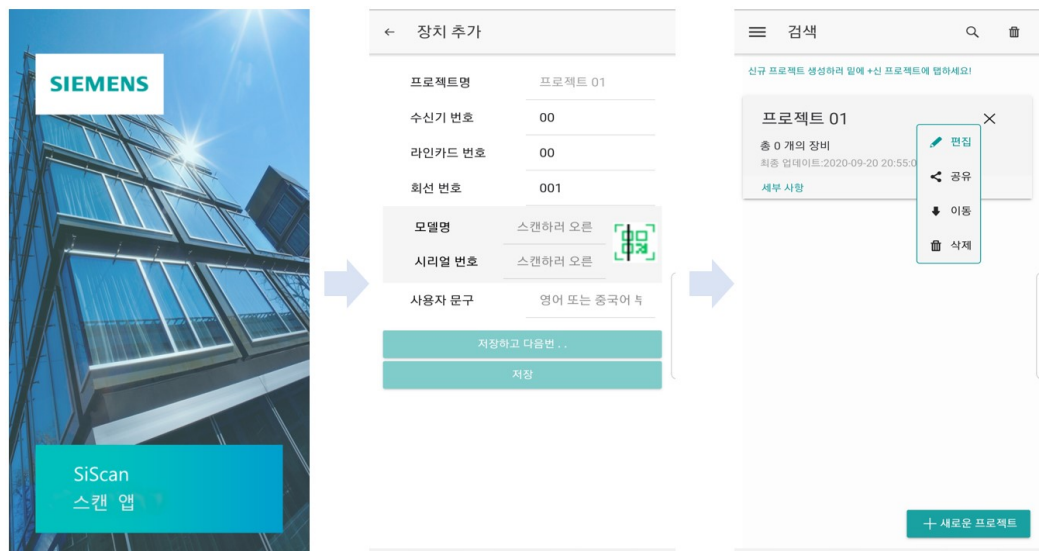 SIEMENS
SiScan
스캔 앱
← 장치 추가
프로젝트명 프로젝트 01
수신기 번호 00
라인카드 번호 00
회선 번호 001
모델명 스캔하러 오른
시리얼 번호 스캔하러 오른
사용자 문구 영어 또는 중국어
저장하고 다음번 . .
저장
검색
신규 프로젝트 생성하러 밑에 +신 프로젝트에 탭하세요!
프로젝트 01
총 0 개의 장비
최종 업데이트:2020-09-20 20:55:0
세부 사항
편집
공유
이동
삭제
+ 새로운 프로젝트